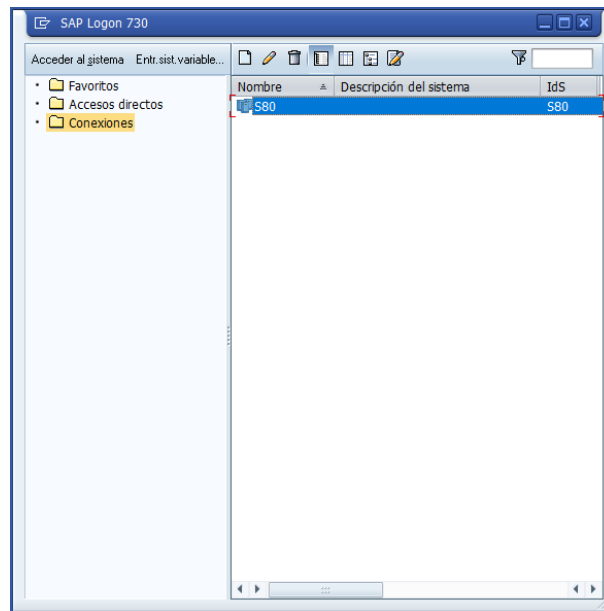 SAP Logon 730
Acceder al sistema Entr.sist.variable...
Favoritos
Accesos directos
Conexiones
Nombre Descripción del sistema IdS
S80 S80